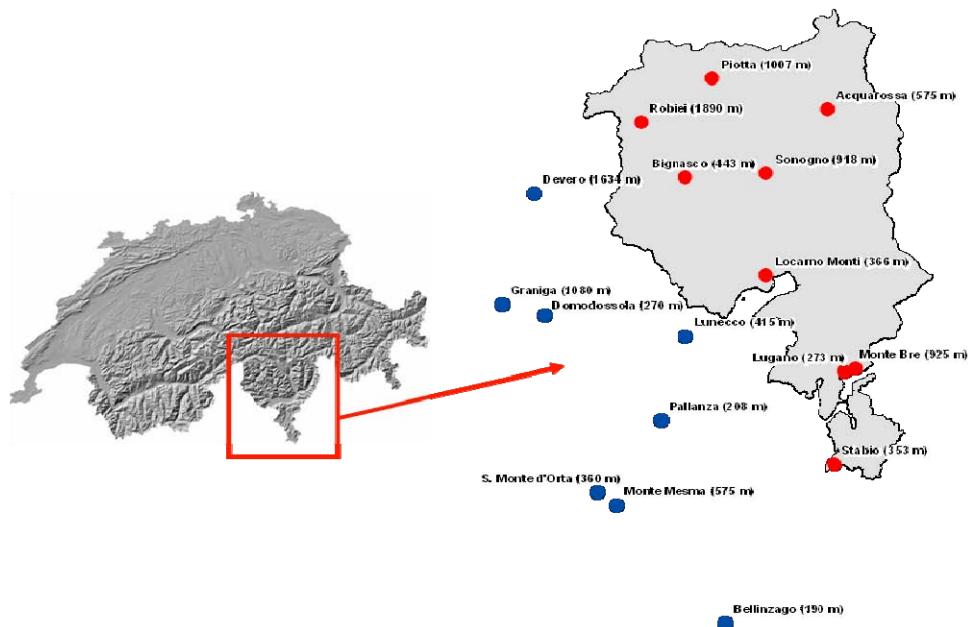 Piotta (1007 m)
Acquarossa (575 m)
Robiei (1890 m)
Bignasco (443 m)
Sonogno (918 m)
Devero (1634 m)
Locarno Monti (366 m)
Graniga (1080 m)
Domodossola (270 m)
Lunecco (415 m)
Lugano (273 m)
Monte Bre (925 m)
Pallanza (208 m)
Stabio (353 m)
S. Monte d'Orta (360 m)
Monte Mesma (575 m)
Bellinzago (190 m)